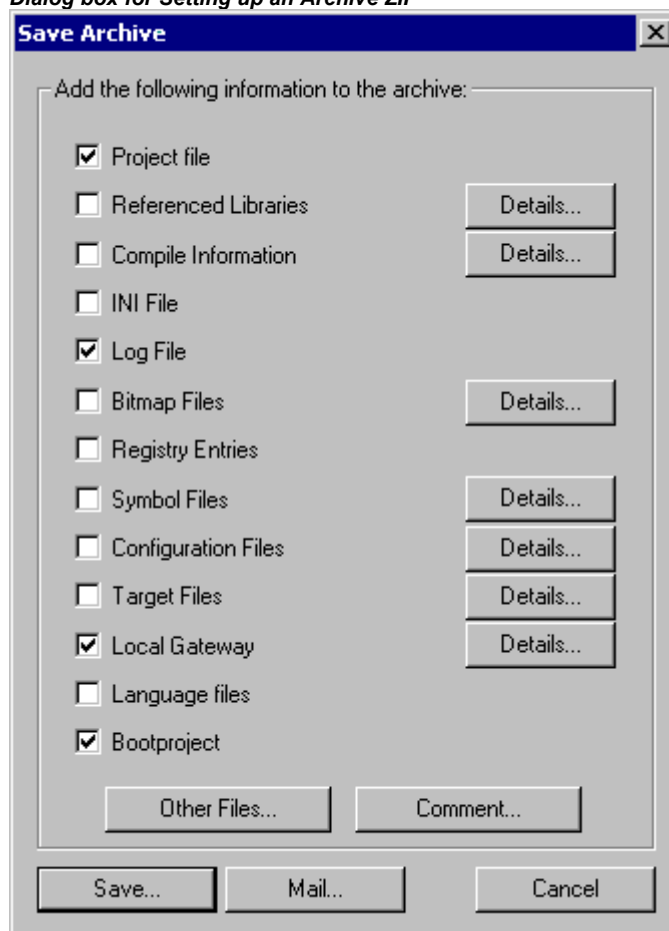 Dialog box for Setting up an Archive ZIP
Save Archive
Add the following information to the archive:
Project file
Referenced Libraries Details...
Compile Information Details...
INI File
Log File
Bitmap Files Details...
Registry Entries
Symbol Files Details...
Configuration Files Details...
Target Files Details...
Local Gateway Details...
Language files
Bootproject
Other Files... Comment...
Save... Mail... Cancel